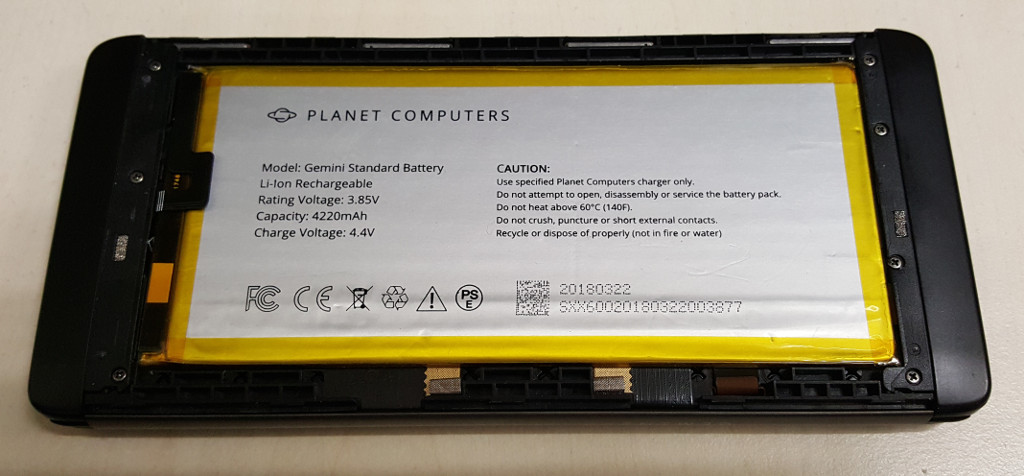 PLANET COMPUTERS
Model: Gemini Standard Battery
Li-Ion Rechargeable
Rating Voltage: 3.85V
Capacity: 4220mAh
Charge Voltage: 4.4V
CAUTION:
Use specified Planet Computers charger only.
Do not attempt to open, disassembly or service the battery pack.
Do not heat above 60°C (140F).
Do not crush, puncture or short external contacts.
Recycle or dispose of properly (not in fire or water)
FC CE PS E
20180322
SXX60020180322003877